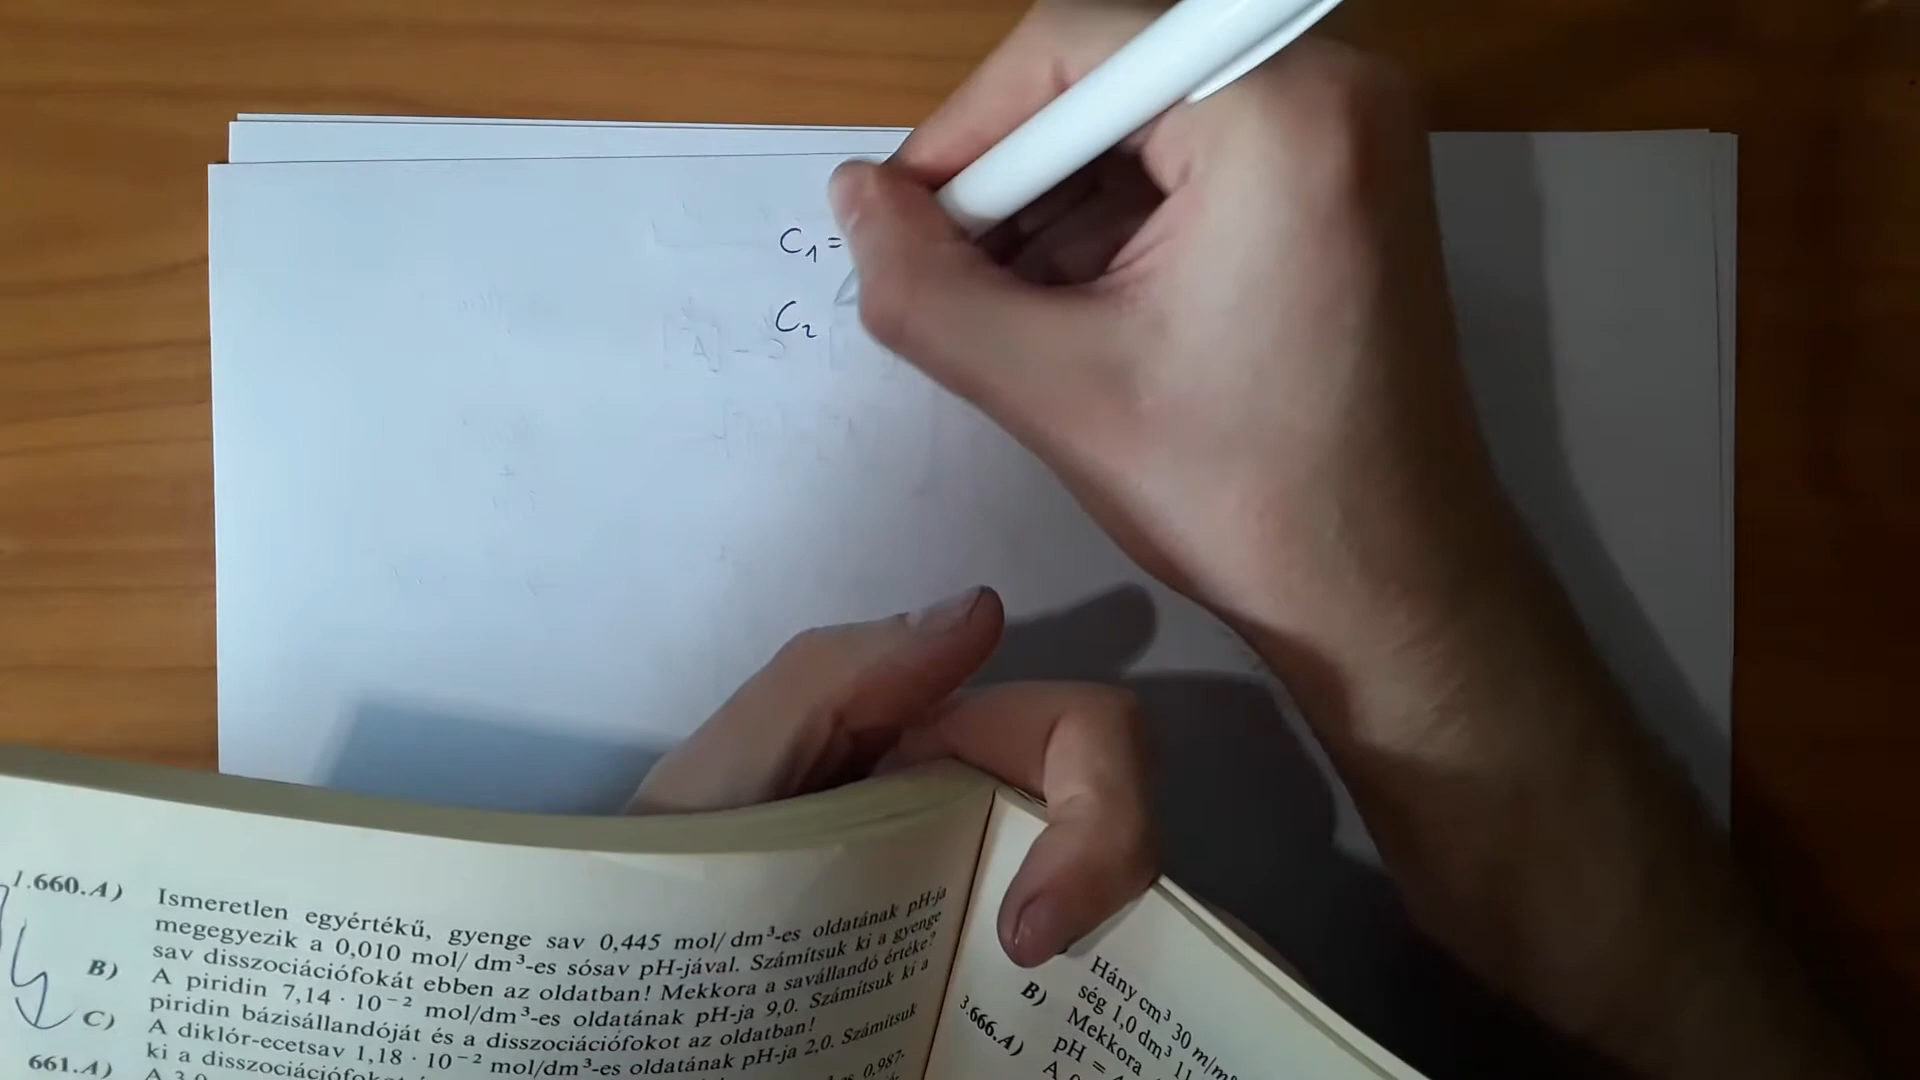 C₁ =
C₂
1.660.A) Ismeretlen egyértékű, gyenge sav 0,445 mol/dm³-es oldatának pH-ja
megegyezik a 0,010 mol/dm³-es sósav pH-jával. Számítsuk ki a gyenge
sav disszociációfokát ebben az oldatban! Mekkora a savállandó értéke?
B) A piridin 7,14 · 10⁻² mol/dm³-es oldatának pH-ja 9,0. Számítsuk ki a
piridin bázisállandóját és a disszociációfokot az oldatban!
C) A diklór-ecetsav 1,18 · 10⁻² mol/dm³-es oldatának pH-ja 2,0. Számítsuk
ki a
661.A) A 3,0 0,987·
Hány cm³ 30 m/m
ség 1,0 dm³ 11
B) Mekkora
pH =
3.666.A) A